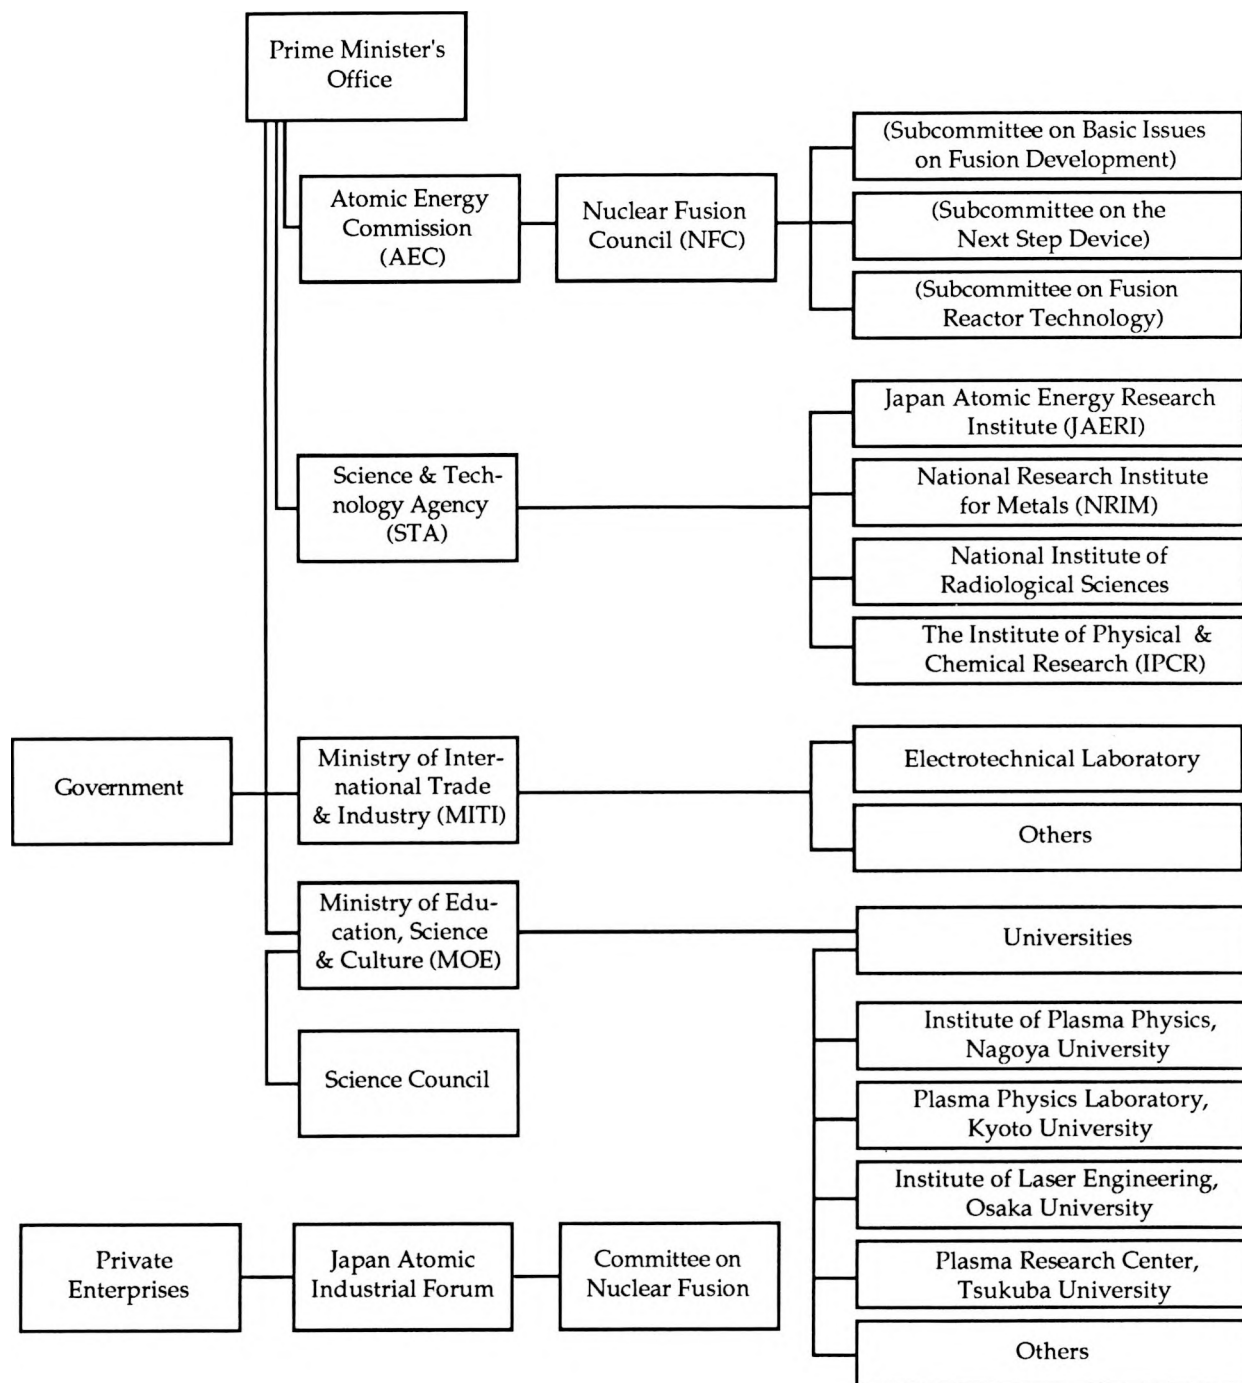 Prime Minister's
Office
Atomic Energy
Commission
(AEC)
Nuclear Fusion
Council (NFC)
(Subcommittee on Basic Issues
on Fusion Development)
(Subcommittee on the
Next Step Device)
(Subcommittee on Fusion
Reactor Technology)
Science & Tech-
nology Agency
(STA)
Japan Atomic Energy Research
Institute (JAERI)
National Research Institute
for Metals (NRIM)
National Institute of
Radiological Sciences
The Institute of Physical &
Chemical Research (IPCR)
Government
Ministry of Inter-
national Trade
& Industry (MITI)
Electrotechnical Laboratory
Others
Ministry of Edu-
cation, Science
& Culture (MOE)
Universities
Science Council
Institute of Plasma Physics,
Nagoya University
Plasma Physics Laboratory,
Kyoto University
Institute of Laser Engineering,
Osaka University
Plasma Research Center,
Tsukuba University
Others
Private
Enterprises
Japan Atomic
Industrial Forum
Committee on
Nuclear Fusion